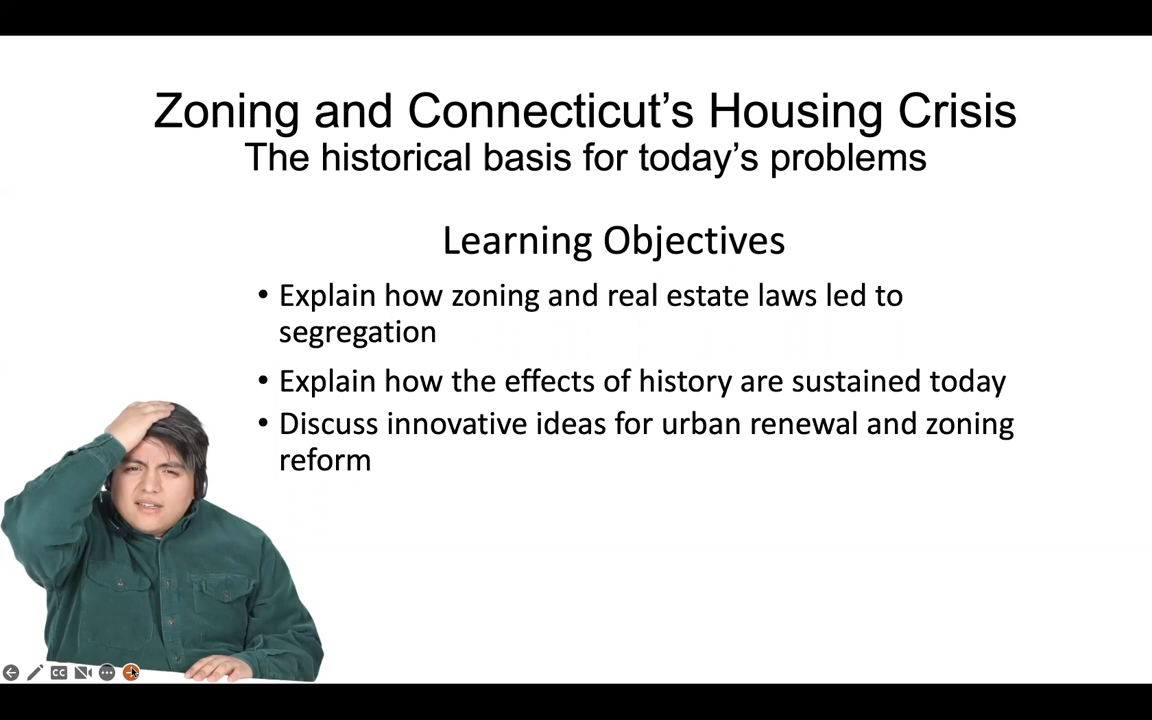 Zoning and Connecticut’s Housing Crisis
The historical basis for today’s problems
Learning Objectives
• Explain how zoning and real estate laws led to
segregation
• Explain how the effects of history are sustained today
• Discuss innovative ideas for urban renewal and zoning
reform
CC